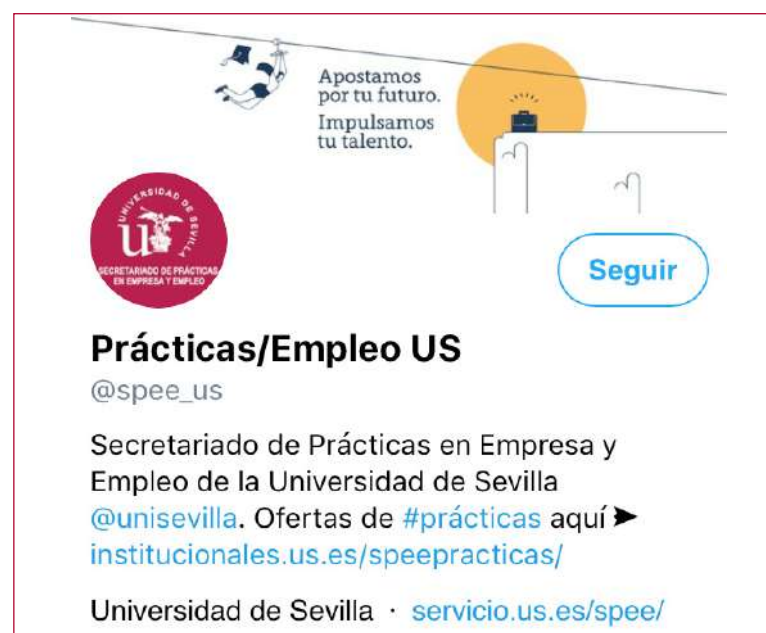 Apostamos
por tu futuro.
Impulsamos
tu talento.
UNIVERSIDAD DE SEVILLA
SECRETARIADO DE PRÁCTICAS
EN EMPRESA Y EMPLEO
Seguir
Prácticas/Empleo US
@spee_us
Secretariado de Prácticas en Empresa y
Empleo de la Universidad de Sevilla
@unisevilla. Ofertas de #prácticas aquí ➤
institucionales.us.es/speepracticas/
Universidad de Sevilla · servicio.us.es/spee/